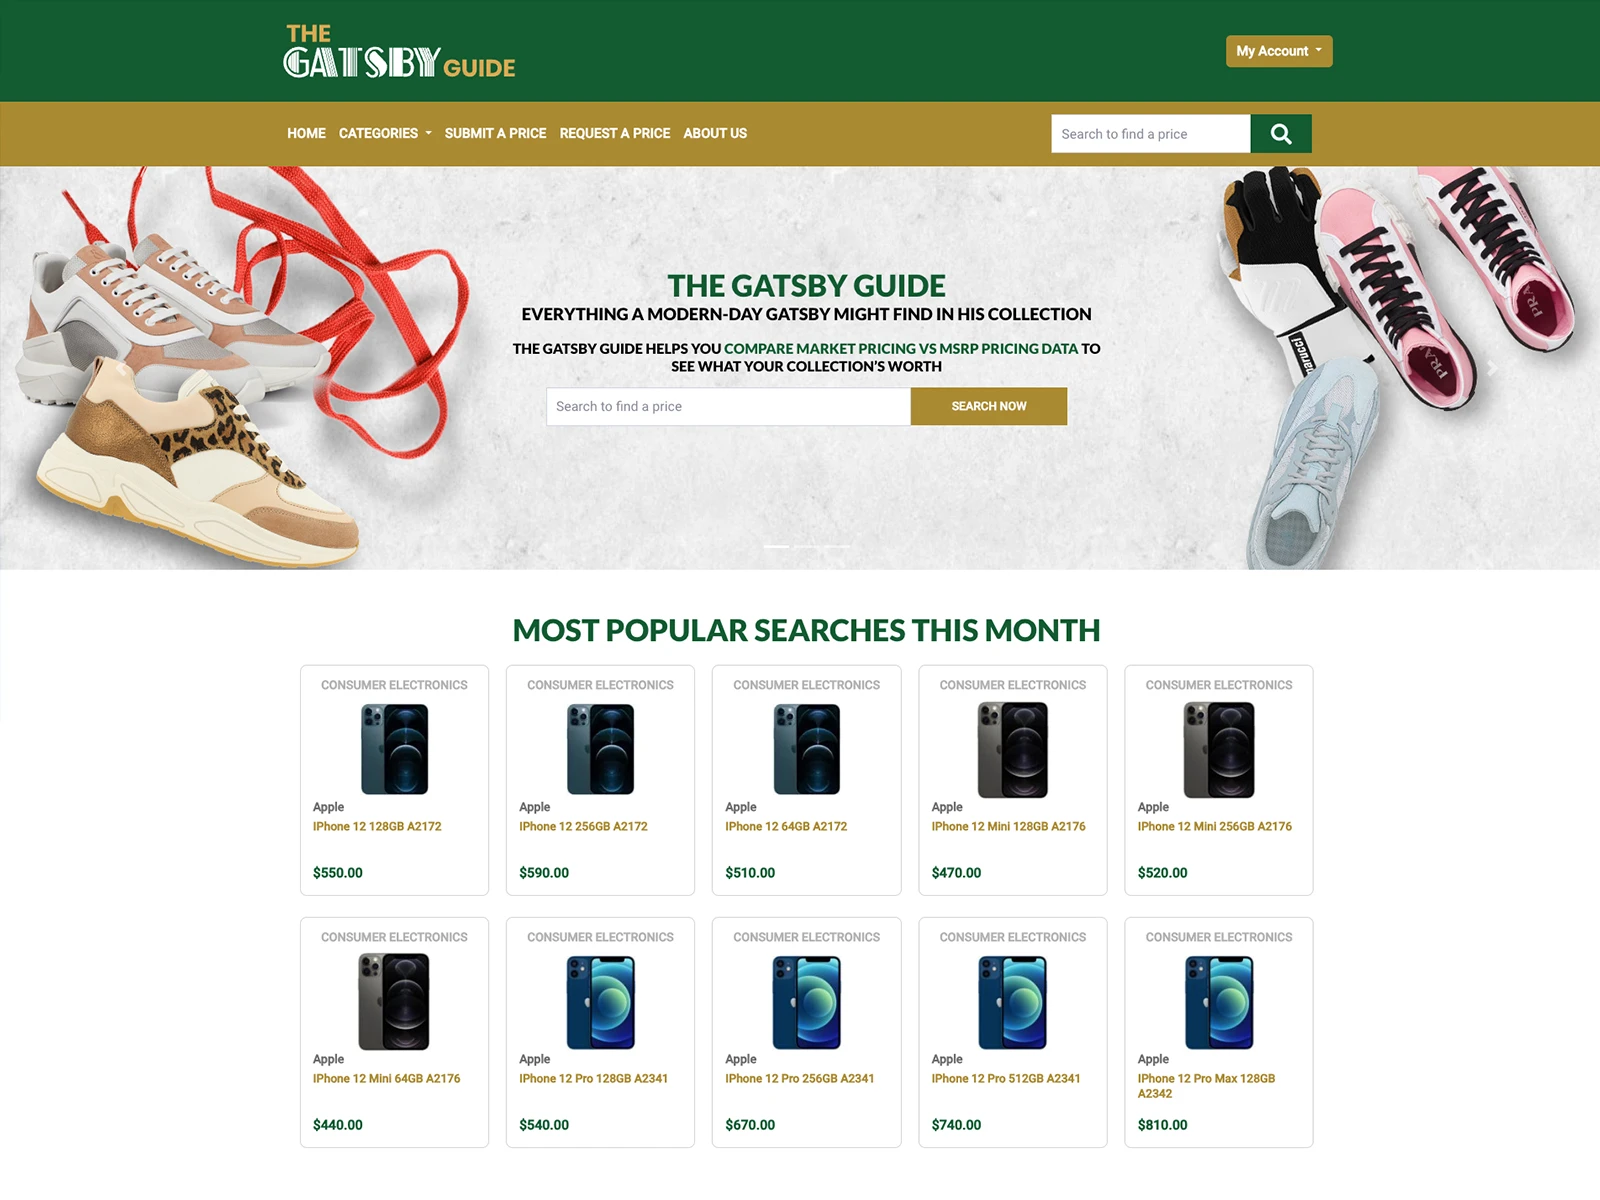 THE
GATSBY GUIDE
My Account
HOME CATEGORIES SUBMIT A PRICE REQUEST A PRICE ABOUT US
Search to find a price
THE GATSBY GUIDE
EVERYTHING A MODERN-DAY GATSBY MIGHT FIND IN HIS COLLECTION
THE GATSBY GUIDE HELPS YOU COMPARE MARKET PRICING VS MSRP PRICING DATA TO
SEE WHAT YOUR COLLECTION'S WORTH
Search to find a price
SEARCH NOW
marucci
PRA
PRA
MOST POPULAR SEARCHES THIS MONTH
CONSUMER ELECTRONICS
Apple
IPhone 12 128GB A2172
$550.00
CONSUMER ELECTRONICS
Apple
IPhone 12 256GB A2172
$590.00
CONSUMER ELECTRONICS
Apple
IPhone 12 64GB A2172
$510.00
CONSUMER ELECTRONICS
Apple
IPhone 12 Mini 128GB A2176
$470.00
CONSUMER ELECTRONICS
Apple
IPhone 12 Mini 256GB A2176
$520.00
CONSUMER ELECTRONICS
Apple
IPhone 12 Mini 64GB A2176
$440.00
CONSUMER ELECTRONICS
Apple
IPhone 12 Pro 128GB A2341
$540.00
CONSUMER ELECTRONICS
Apple
IPhone 12 Pro 256GB A2341
$670.00
CONSUMER ELECTRONICS
Apple
IPhone 12 Pro 512GB A2341
$740.00
CONSUMER ELECTRONICS
Apple
IPhone 12 Pro Max 128GB
A2342
$810.00